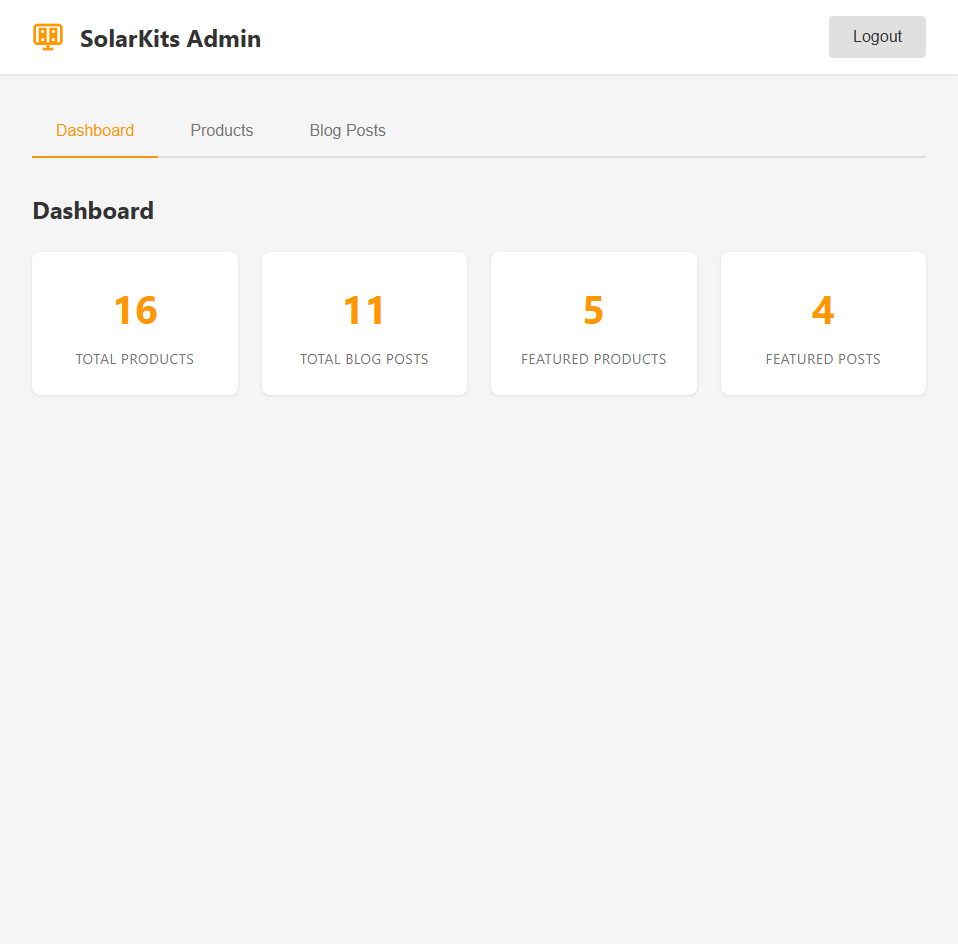 SolarKits Admin
Logout
Dashboard
Products
Blog Posts
Dashboard
16
TOTAL PRODUCTS
11
TOTAL BLOG POSTS
5
FEATURED PRODUCTS
4
FEATURED POSTS